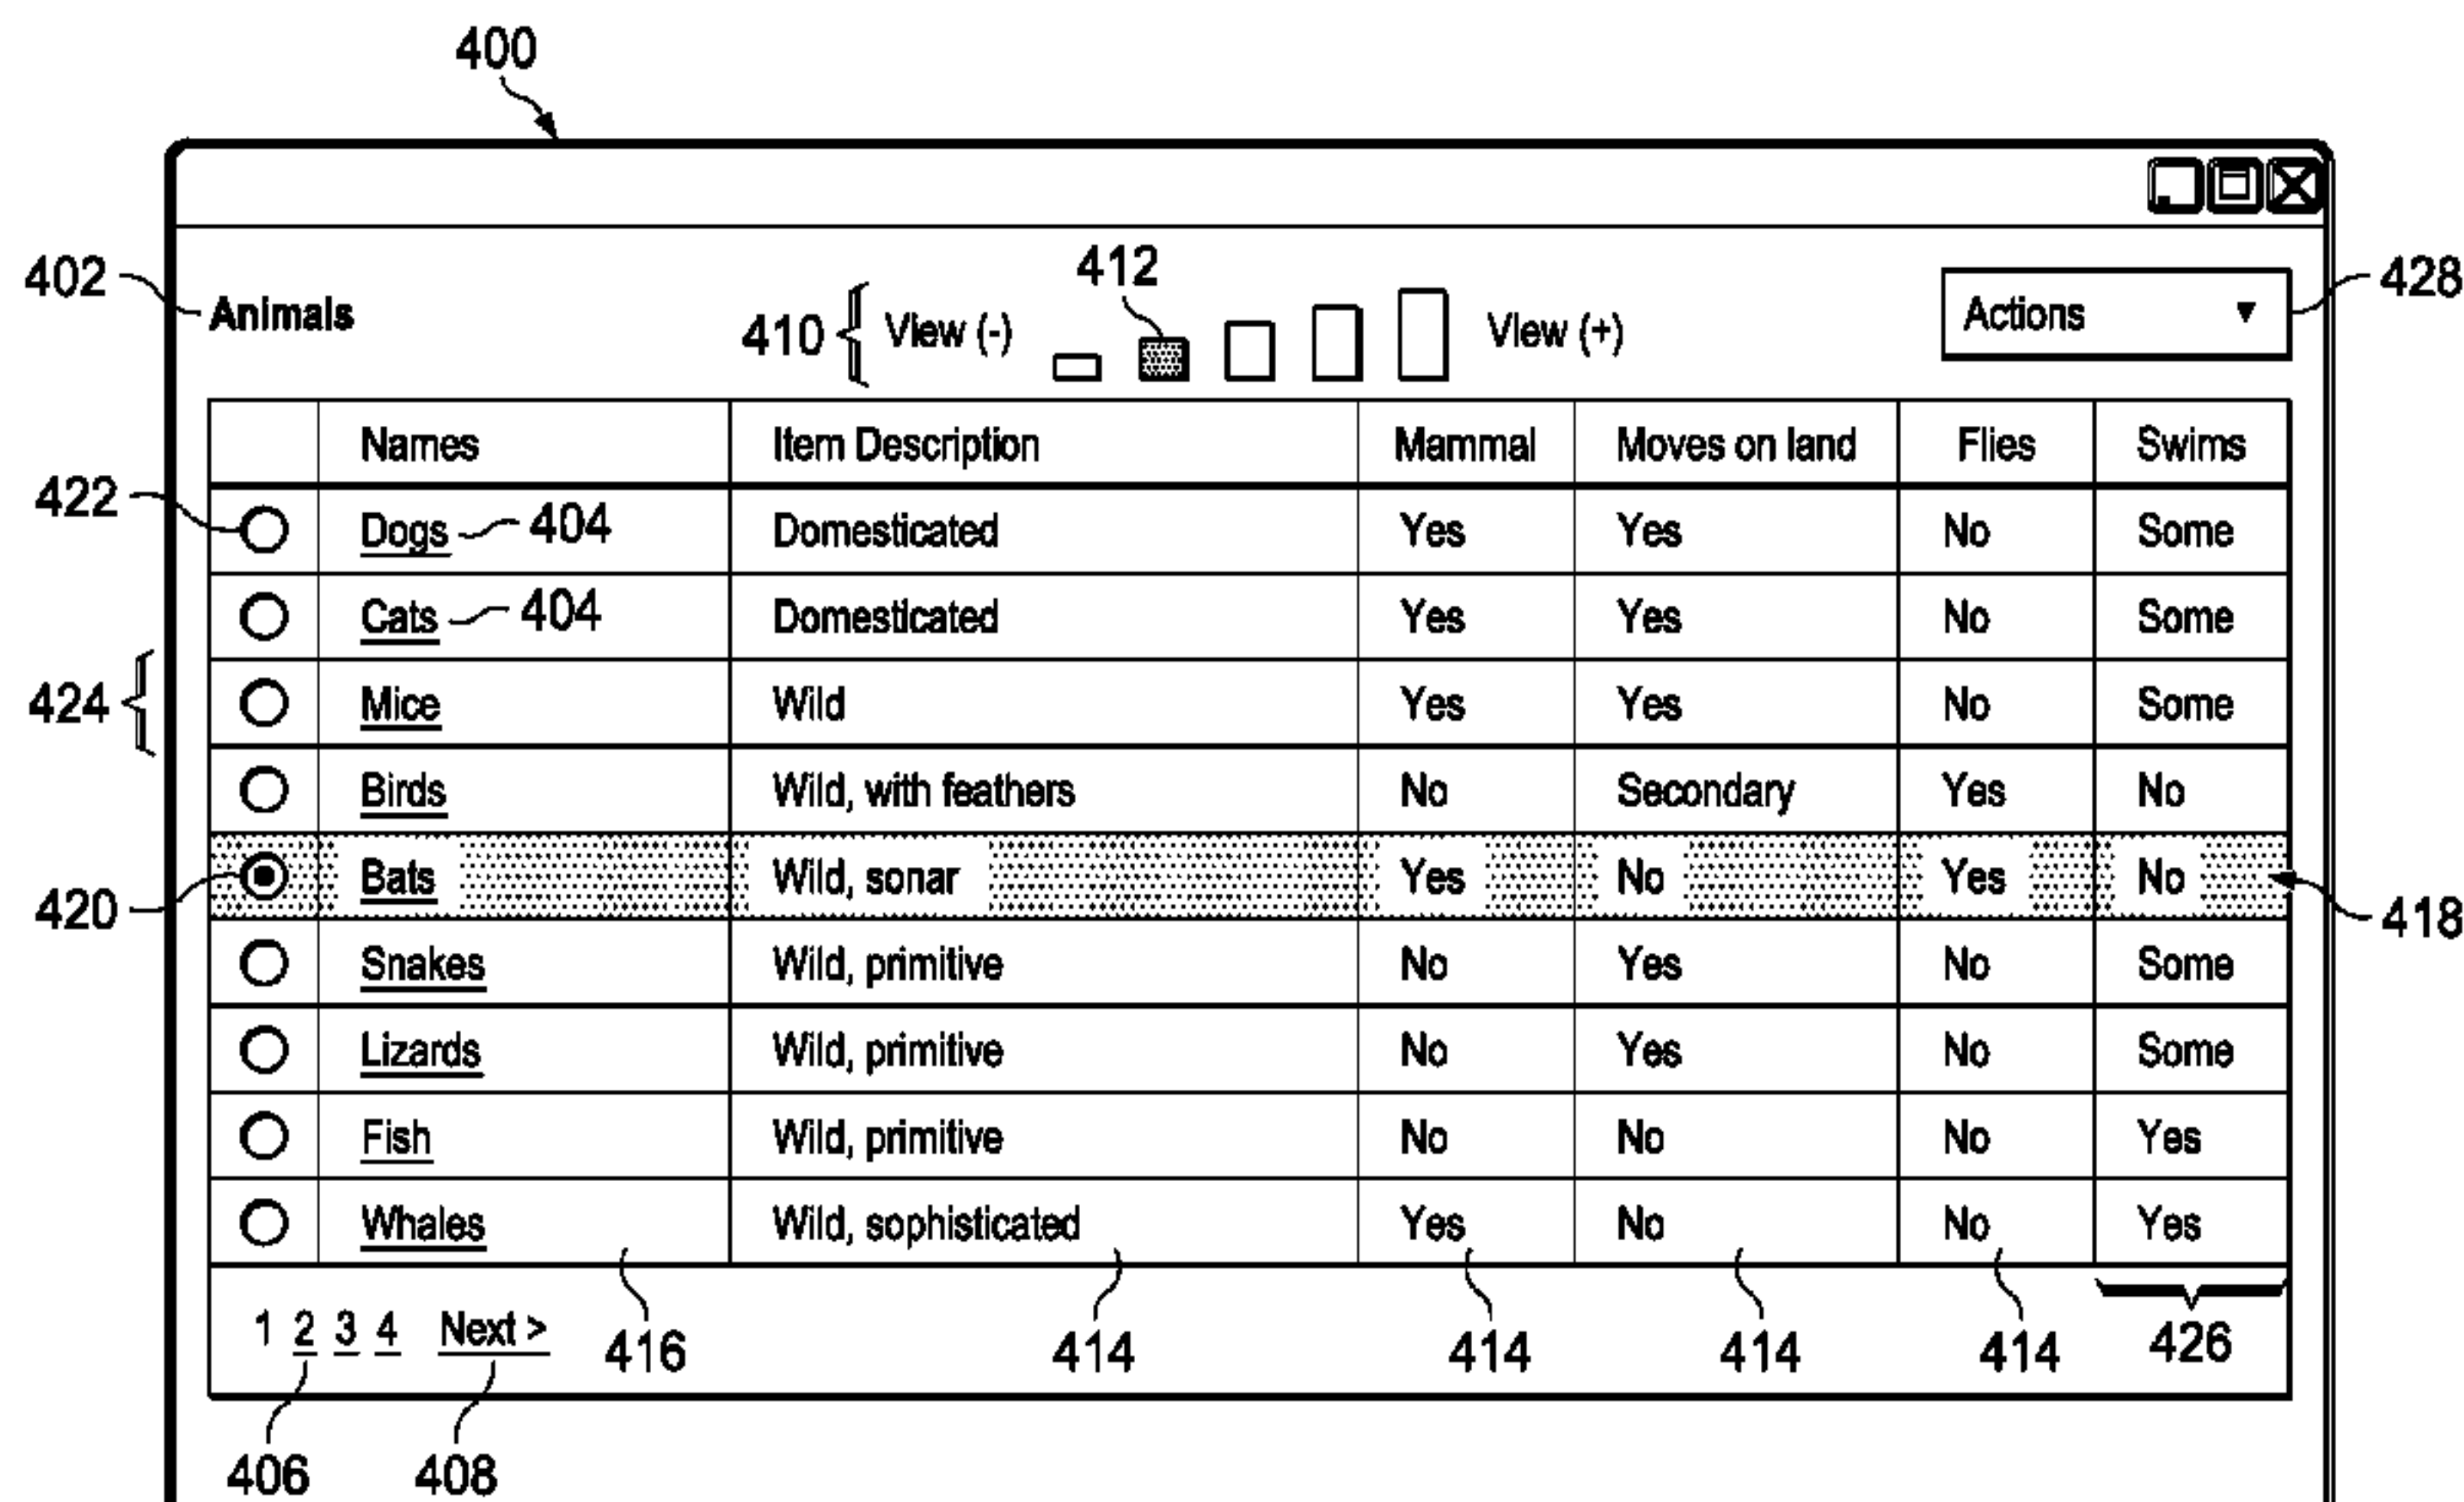 400
402 Animals 410 View (-) 412 View (+) Actions ▼ 428
Names Item Description Mammal Moves on land Flies Swims
422 Dogs 404 Domesticated Yes Yes No Some
Cats 404 Domesticated Yes Yes No Some
424 Mice Wild Yes Yes No Some
Birds Wild, with feathers No Secondary Yes No
420 Bats Wild, sonar Yes No Yes No 418
Snakes Wild, primitive No Yes No Some
Lizards Wild, primitive No Yes No Some
Fish Wild, primitive No No No Yes
Whales Wild, sophisticated Yes No No Yes
1 2 3 4 Next > 416 414 414 414 414 426
406 408